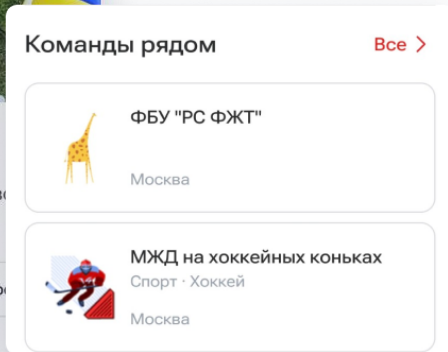 Команды рядом
Все
ФБУ "РС ФЖТ"
Москва
МЖД на хоккейных коньках
Спорт · Хоккей
Москва